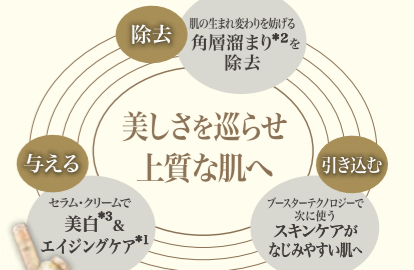 除去
肌の生まれ変わりを妨げる
角層溜まり*2を
除去
美しさを巡らせ
上質な肌へ
与える
セラム・クリームで
美白*3&
エイジングケア*1
引き込む
ブースターテクノロジーで
次に使う
スキンケアが
なじみやすい肌へ